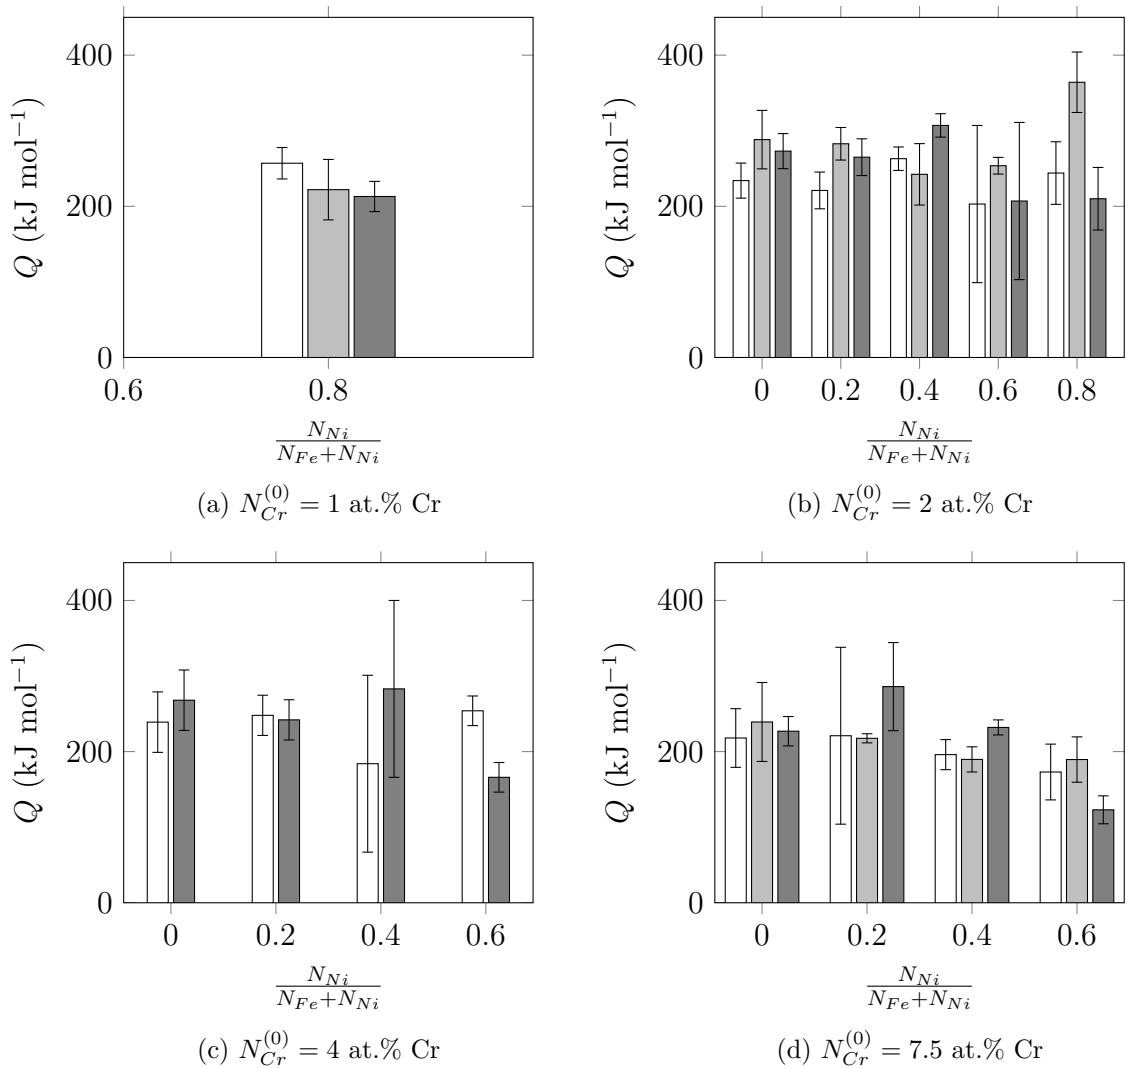 400
200
0
Q (kJ mol⁻¹)
0.6 0.8
N_Ni
N_Fe+N_Ni
(a) N_Cr^(0) = 1 at.% Cr
400
200
0
Q (kJ mol⁻¹)
0 0.2 0.4 0.6 0.8
N_Ni
N_Fe+N_Ni
(b) N_Cr^(0) = 2 at.% Cr
400
200
0
Q (kJ mol⁻¹)
0 0.2 0.4 0.6
N_Ni
N_Fe+N_Ni
(c) N_Cr^(0) = 4 at.% Cr
400
200
0
Q (kJ mol⁻¹)
0 0.2 0.4 0.6
N_Ni
N_Fe+N_Ni
(d) N_Cr^(0) = 7.5 at.% Cr